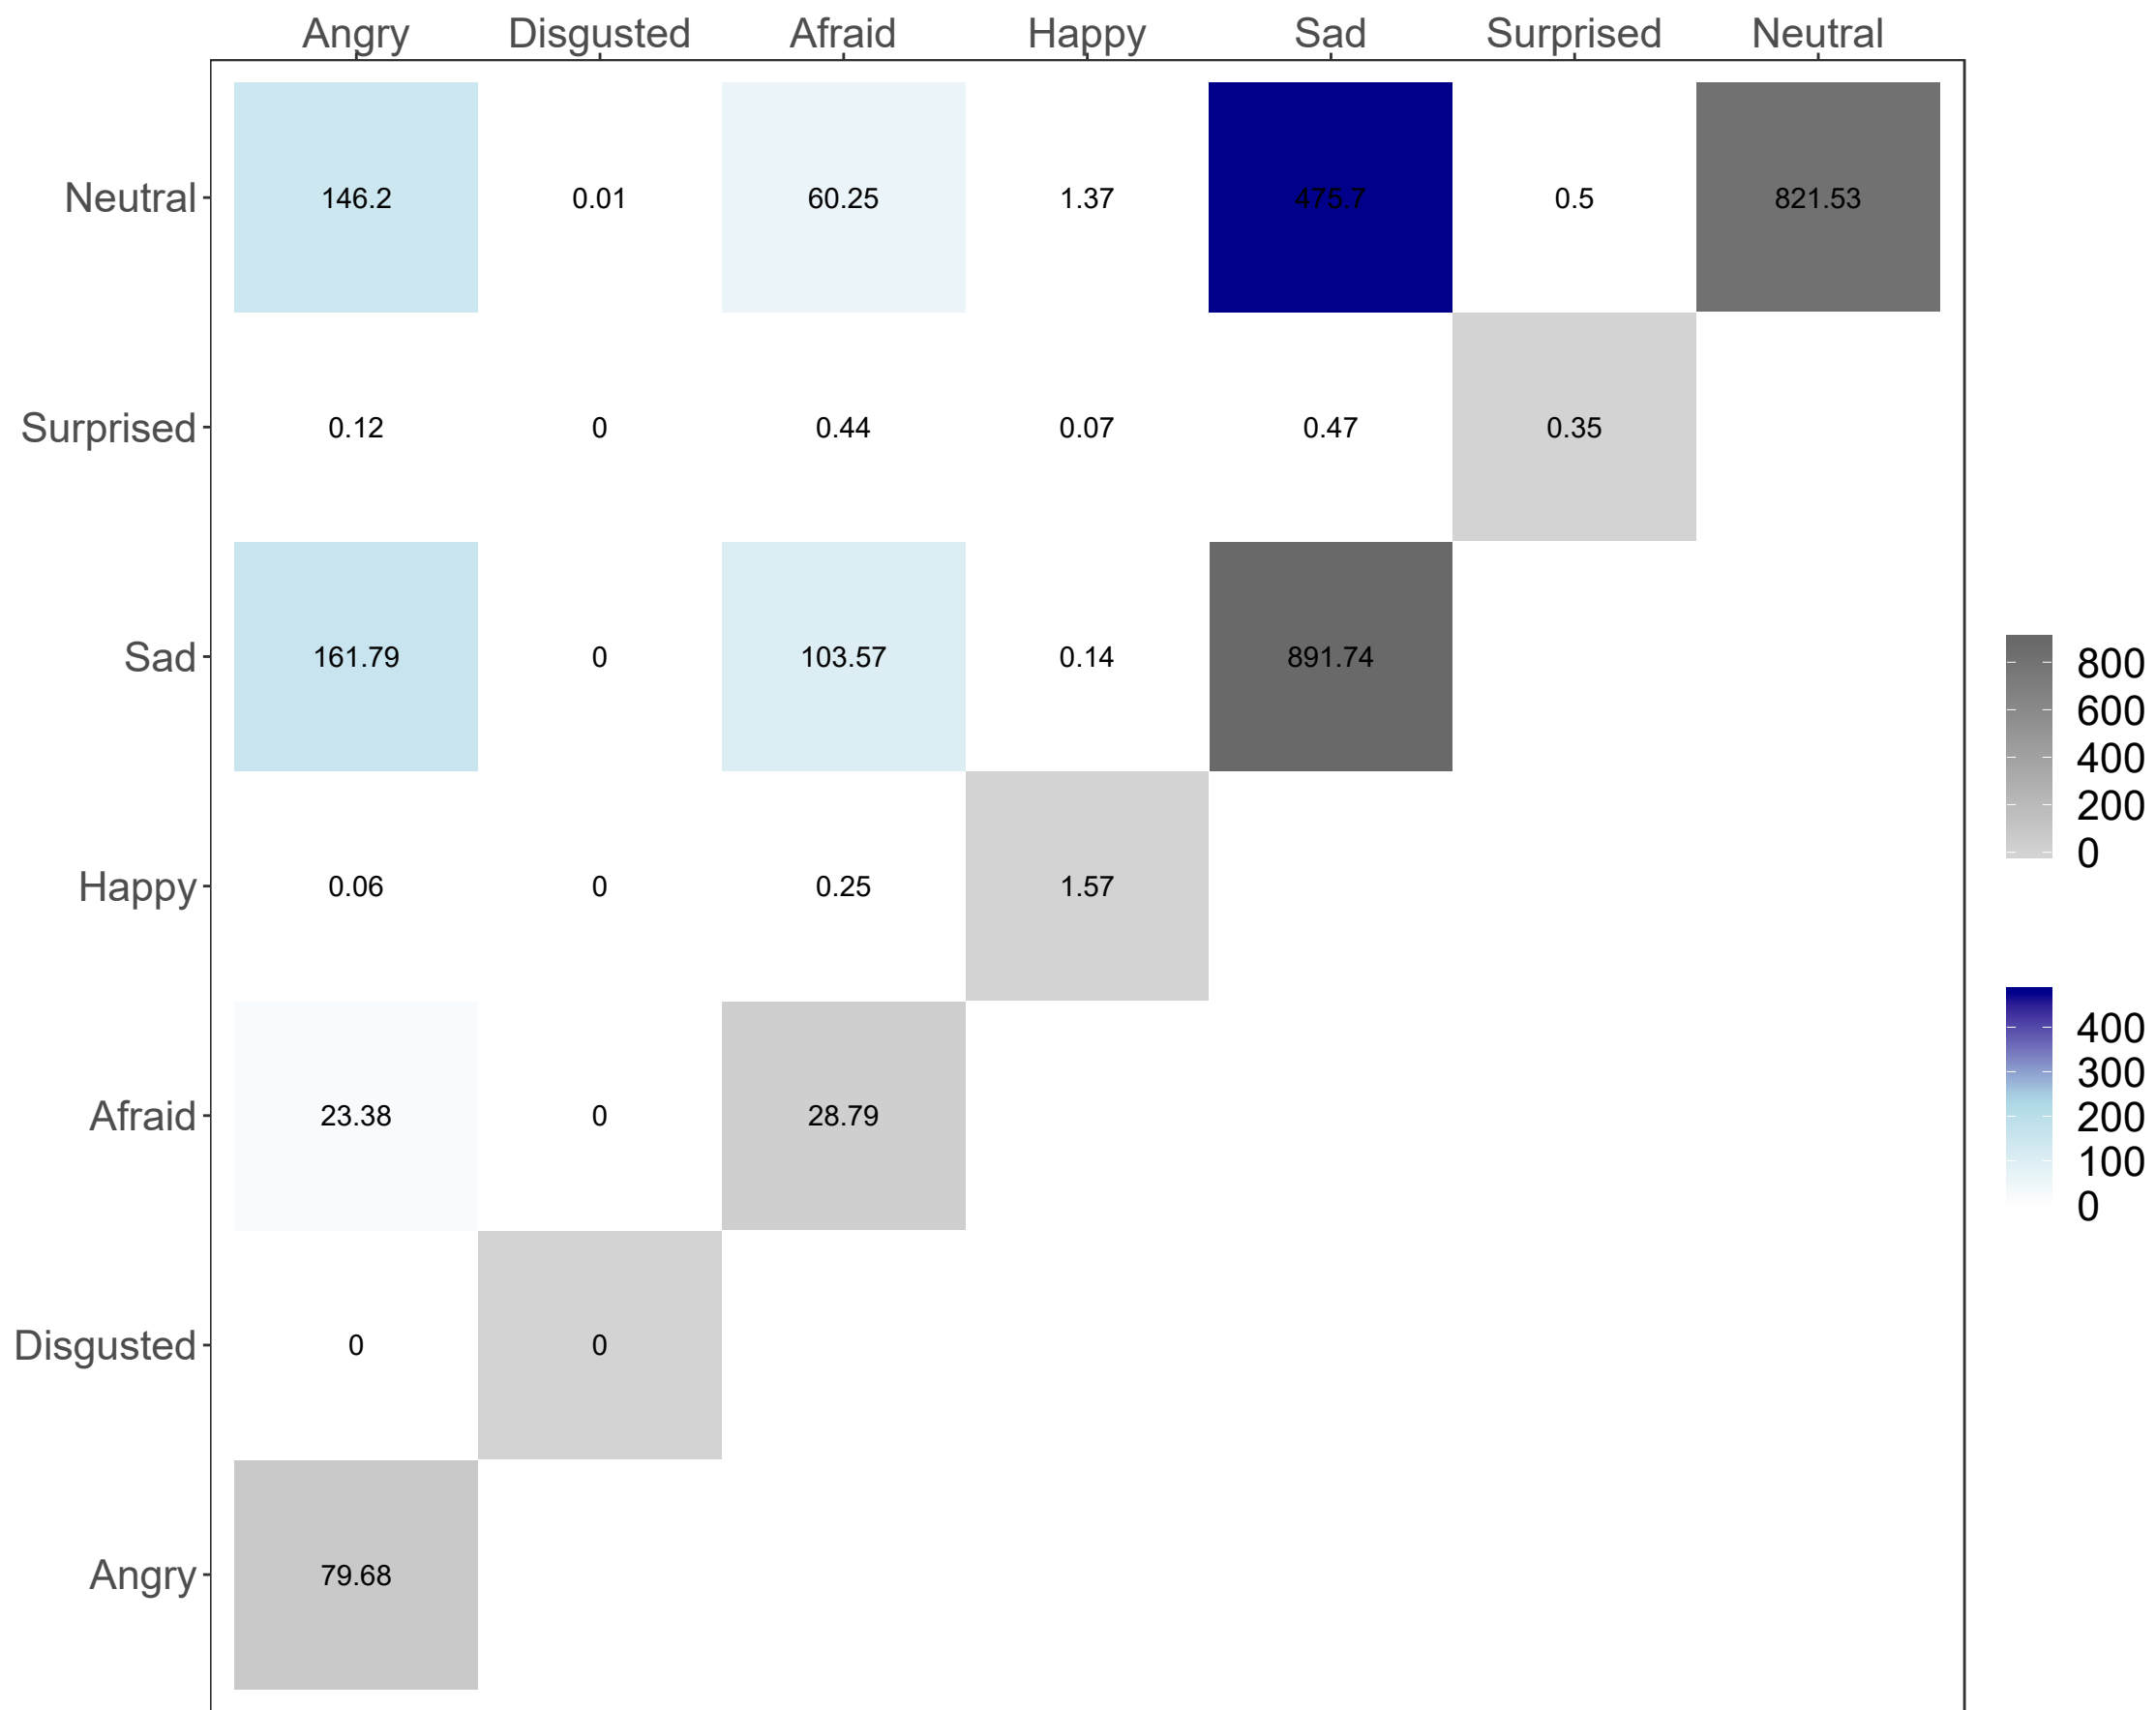 Angry Disgusted Afraid Happy Sad Surprised Neutral
Neutral 146.2 0.01 60.25 1.37 475.7 0.5 821.53
Surprised 0.12 0 0.44 0.07 0.47 0.35
Sad 161.79 0 103.57 0.14 891.74
Happy 0.06 0 0.25 1.57
Afraid 23.38 0 28.79
Disgusted 0 0
Angry 79.68
800
600
400
200
0
400
300
200
100
0